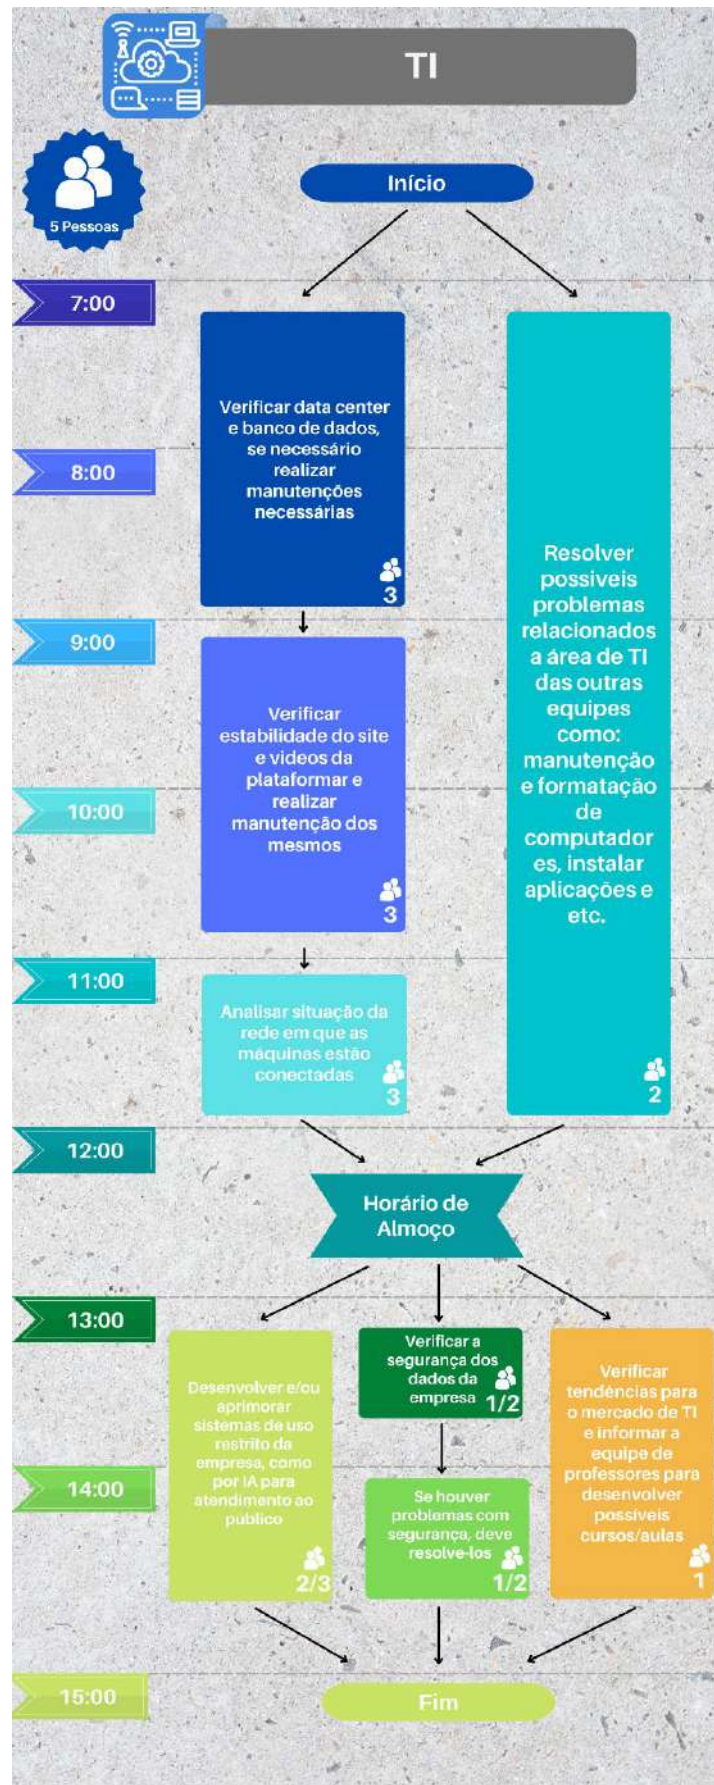 TI
5 Pessoas
Início
7:00
Verificar data center
e banco de dados,
se necessário
realizar
manutenções
necessárias
3
8:00
Resolver
possiveis
problemas
relacionados
a área de TI
das outras
equipes
como:
manutenção
e formatação
de
computador
es, instalar
aplicações e
etc.
2
9:00
Verificar
estabilidade do site
e videos da
plataformar e
realizar
manutenção dos
mesmos
3
10:00
11:00
Analisar situação da
rede em que as
máquinas estão
conectadas
3
12:00
Horário de
Almoço
13:00
Desenvolver e/ou
aprimorar
sistemas de uso
restrito da
empresa, como
por IA para
atendimento ao
publico
2/3
Verificar a
segurança dos
dados da
empresa
1/2
Verificar
tendências para
o mercado de TI
e informar a
equipe de
professores para
desenvolver
possíveis
cursos/aulas
1
14:00
Se houver
problemas com
segurança, deve
resolve-los
1/2
15:00
Fim